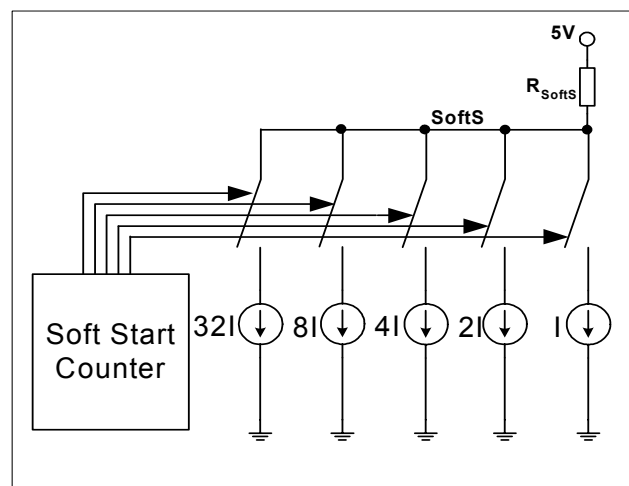 5V
RSoftS
SoftS
Soft Start
Counter
32I
8I
4I
2I
I